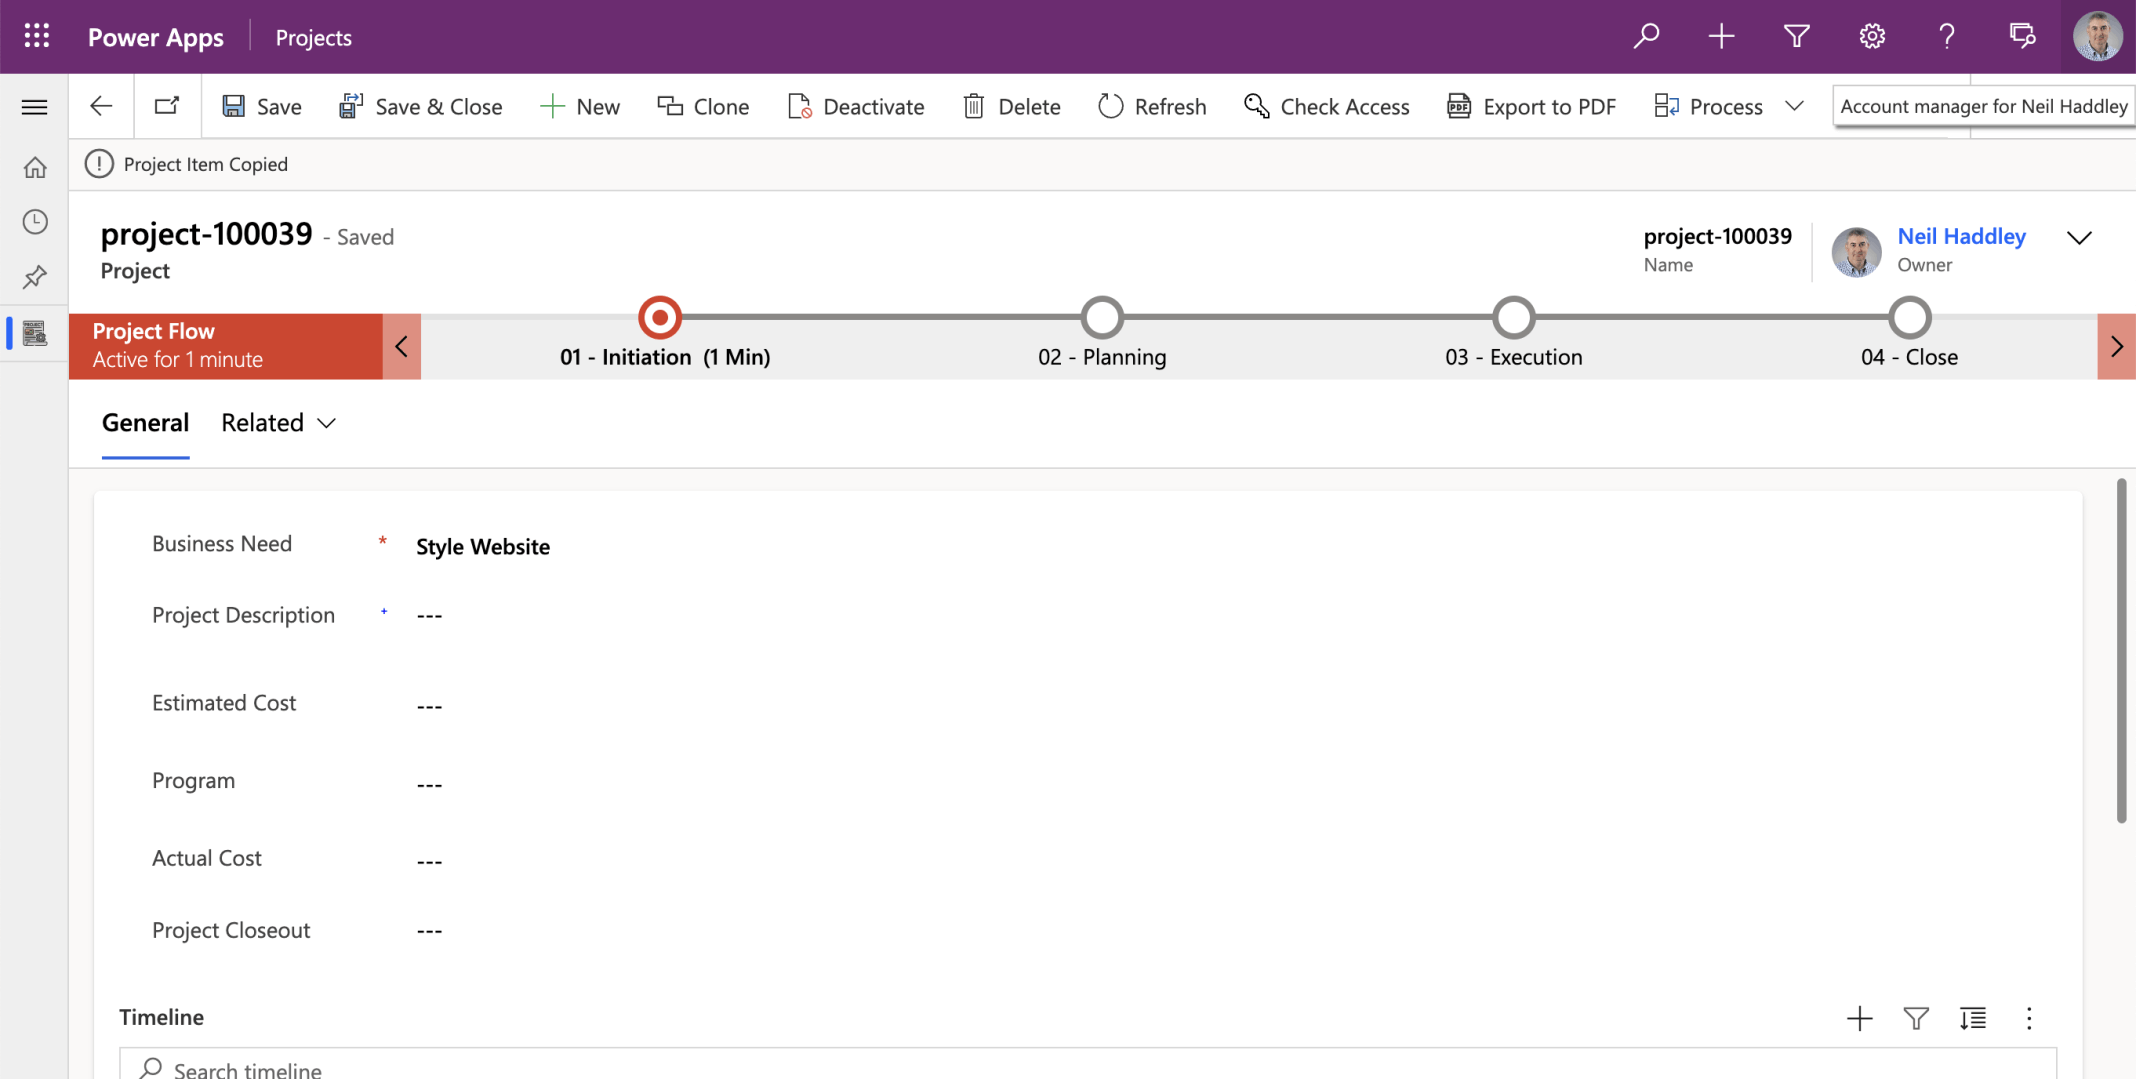 Power Apps Projects
Save Save & Close New Clone Deactivate Delete Refresh Check Access Export to PDF Process Account manager for Neil Haddley
Project Item Copied
project-100039 - Saved
Project
project-100039
Name
Neil Haddley
Owner
Project Flow
Active for 1 minute
01 - Initiation (1 Min)
02 - Planning
03 - Execution
04 - Close
General Related
Business Need * Style Website
Project Description + ---
Estimated Cost ---
Program ---
Actual Cost ---
Project Closeout ---
Timeline
Search timeline